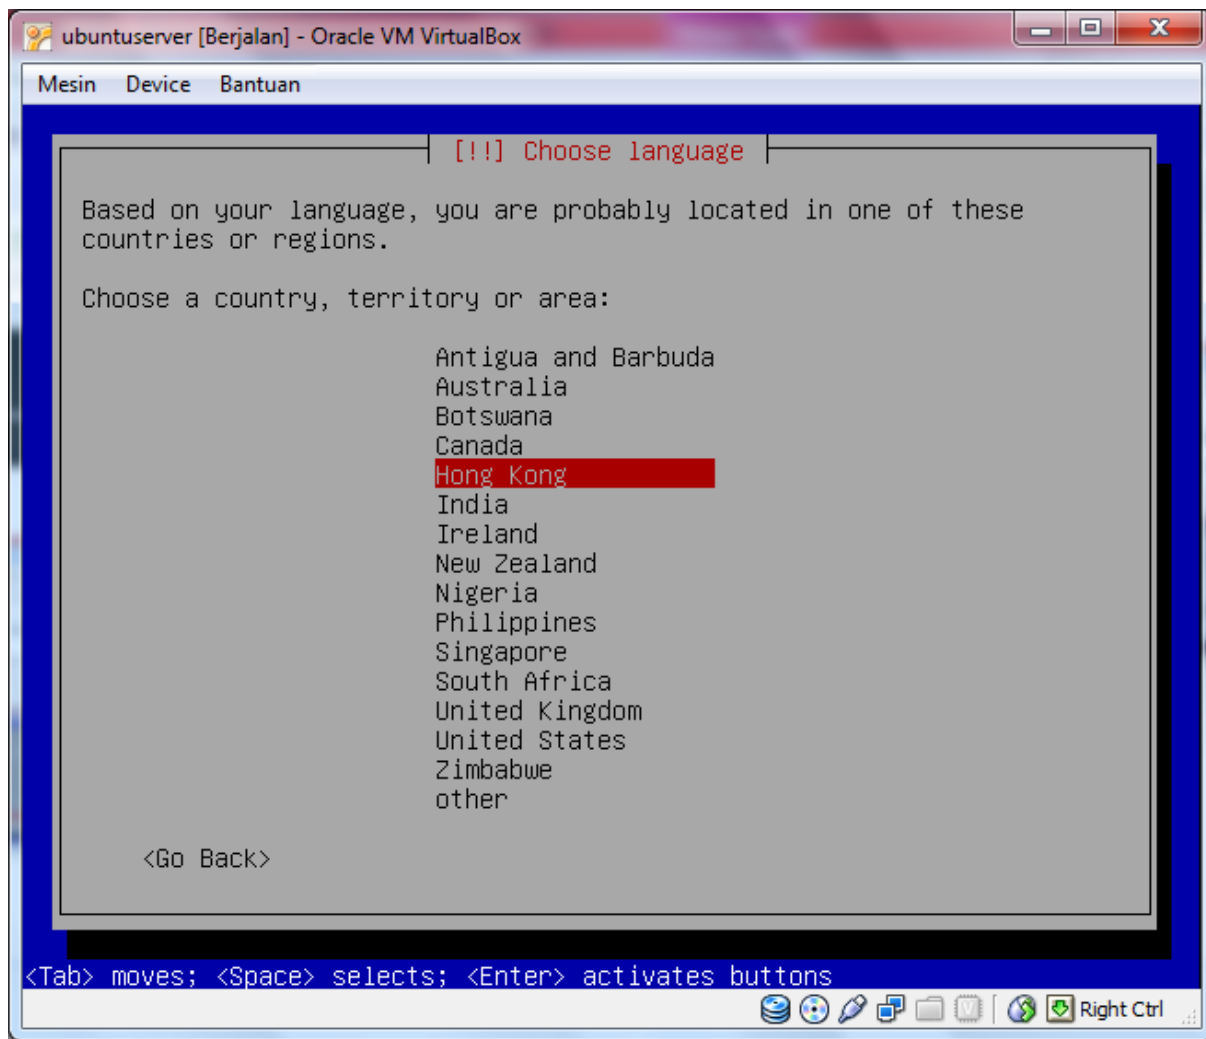 ubuntuserver [Berjalan] - Oracle VM VirtualBox
Mesin Device Bantuan
[!!] Choose language
Based on your language, you are probably located in one of these
countries or regions.
Choose a country, territory or area:
Antigua and Barbuda
Australia
Botswana
Canada
Hong Kong
India
Ireland
New Zealand
Nigeria
Philippines
Singapore
South Africa
United Kingdom
United States
Zimbabwe
other
<Go Back>
<Tab> moves; <Space> selects; <Enter> activates buttons
Right Ctrl